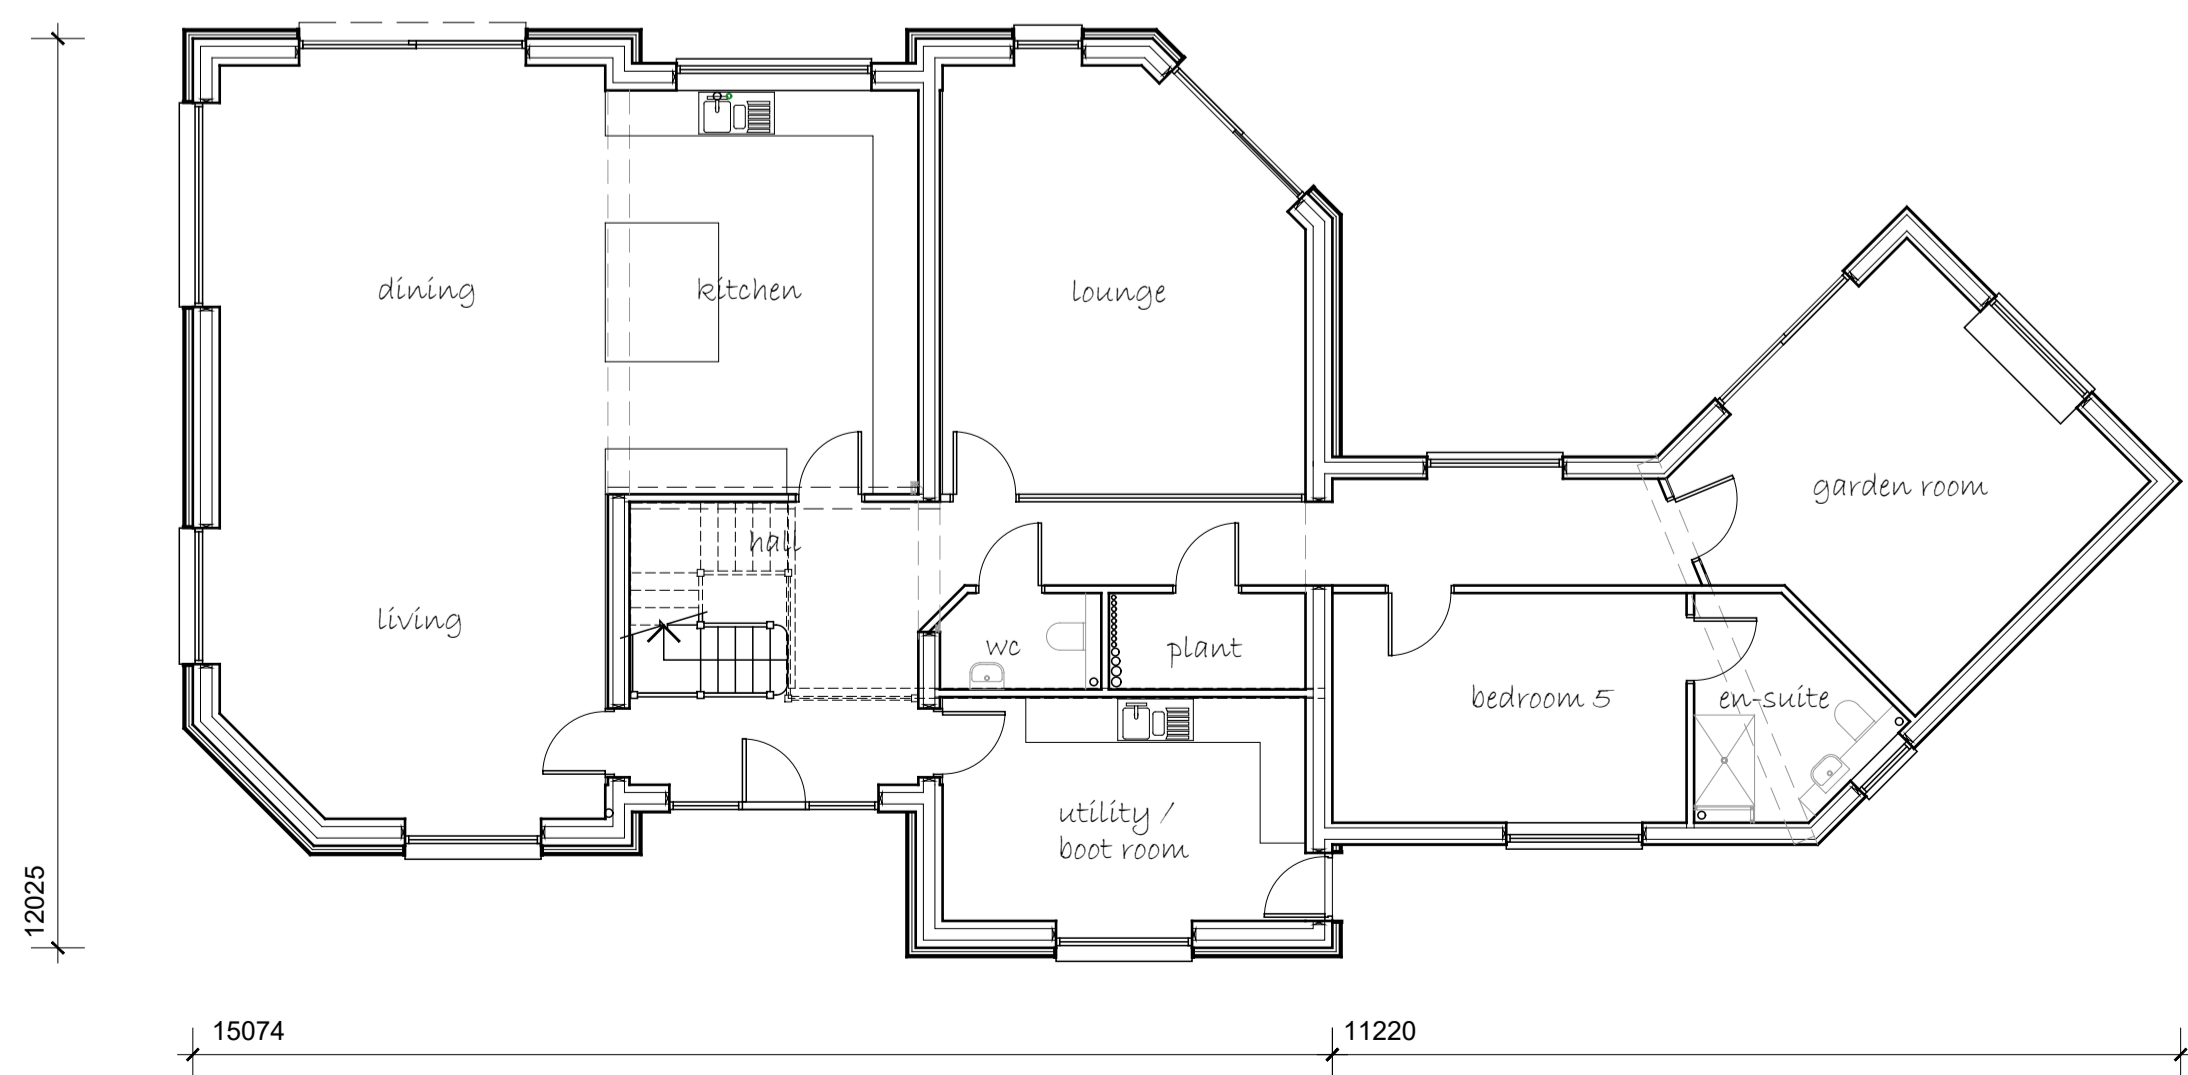 dining
kitchen
lounge
garden room
hall
living
wc
plant
bedroom 5
en-suite
utility /
boot room
12025
15074
11220